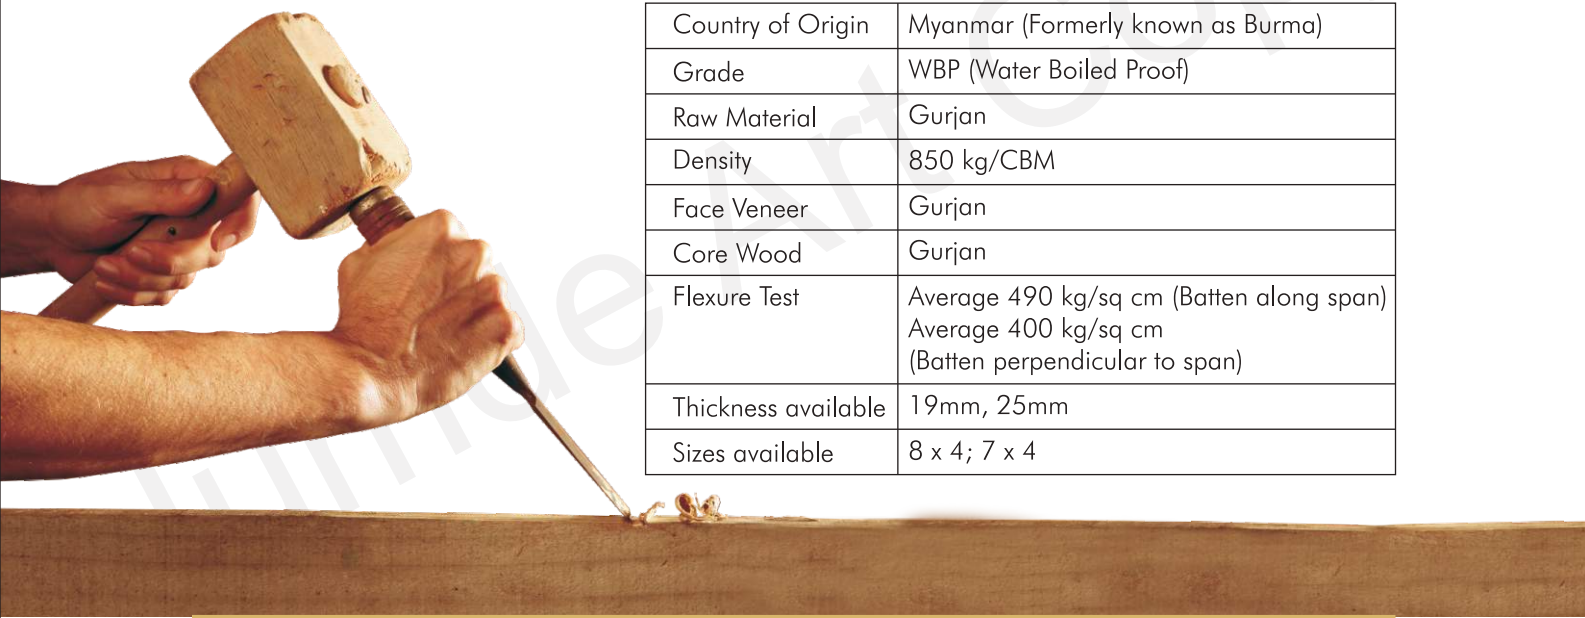 Country of Origin Myanmar (Formerly known as Burma)
Grade WBP (Water Boiled Proof)
Raw Material Gurjan
Density 850 kg/CBM
Face Veneer Gurjan
Core Wood Gurjan
Flexure Test Average 490 kg/sq cm (Batten along span)
Average 400 kg/sq cm
(Batten perpendicular to span)
Thickness available 19mm, 25mm
Sizes available 8 x 4; 7 x 4